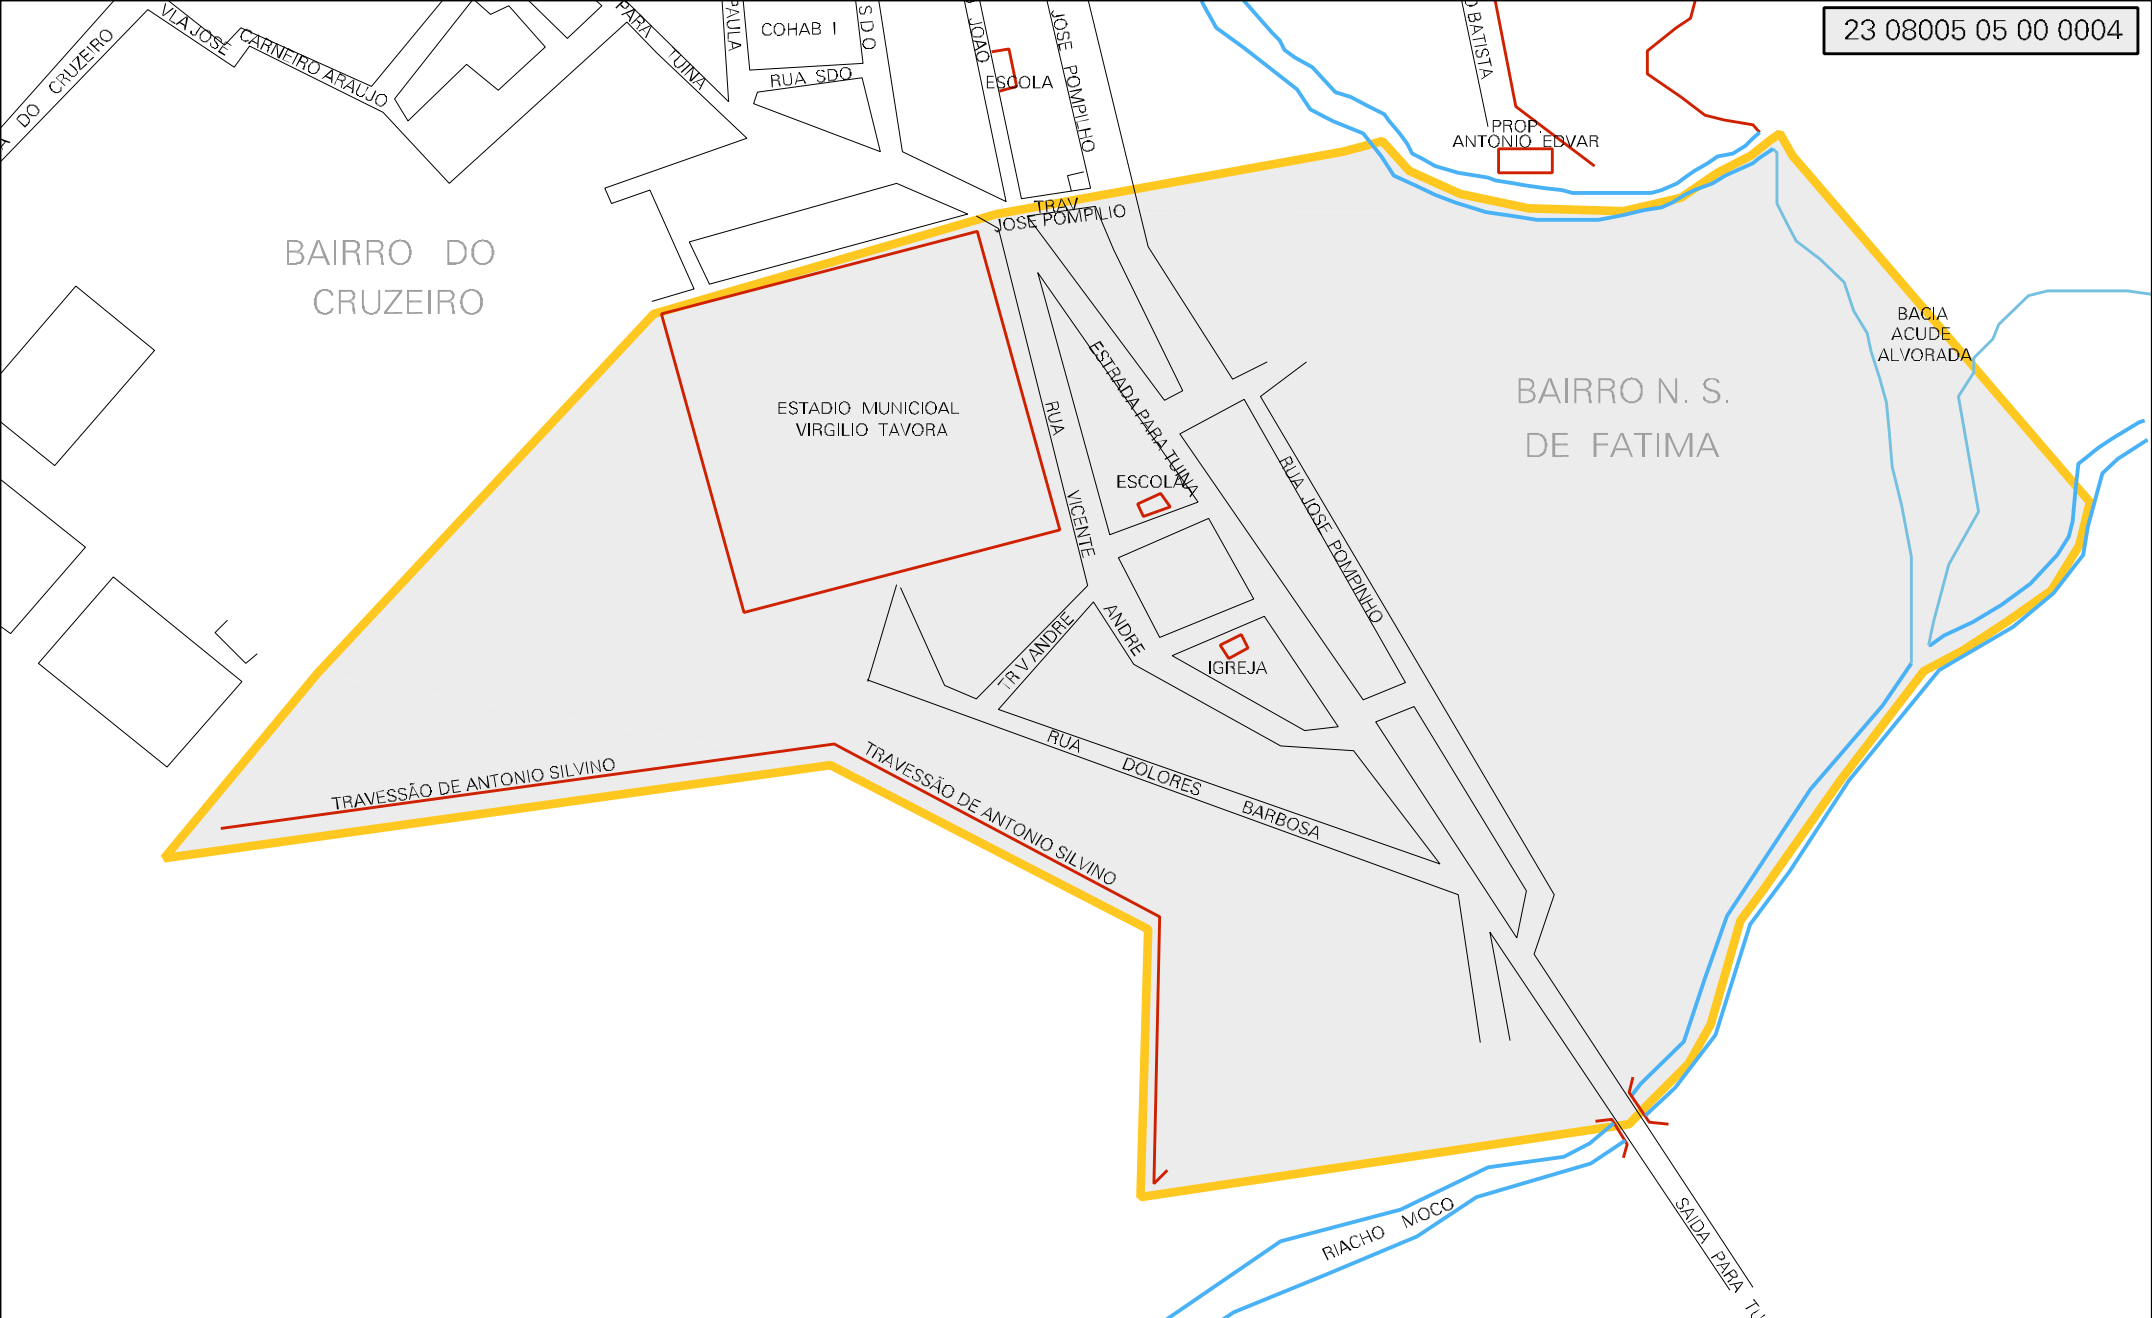 23 08005 05 00 0004
DO CRUZEIRO
VLA JOSE
CARNEIRO ARAUJO
PARA TUINA
PAULA
COHAB I
SDO
RUA SDO
JOAO
ESCOLA
JOSE POMPILHO
BATISTA
PROP.
ANTONIO EDVAR
TRAV
JOSE POMPILIO
BAIRRO DO
CRUZEIRO
ESTADIO MUNICIOAL
VIRGILIO TAVORA
RUA VICENTE ANDRE
ESTRADA PARA TUINA
ESCOLA
RUA JOSE POMPINHO
BAIRRO N. S.
DE FATIMA
BACIA
ACUDE
ALVORADA
TR V ANDRE
IGREJA
RUA DOLORES BARBOSA
TRAVESSÃO DE ANTONIO SILVINO
TRAVESSÃO DE ANTONIO SILVINO
RIACHO MOCO
SAIDA PARA